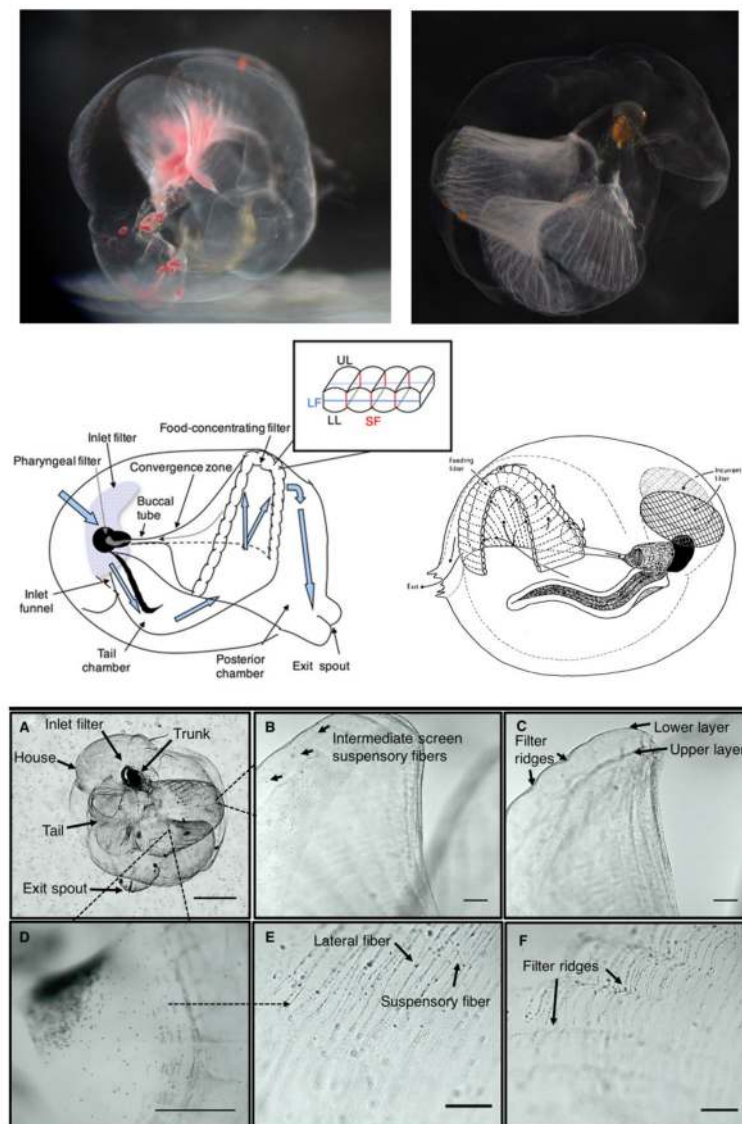 UL
LF
LL
SF
Food-concentrating filter
Inlet filter
Pharyngeal filter
Convergence zone
Buccal
tube
Inlet
funnel
Tail
chamber
Posterior
chamber
Exit spout
Feeding
filter
Incurrent
filter
Exit
A
Inlet filter
Trunk
House
Tail
Exit spout
B
Intermediate screen
suspensory fibers
C
Lower layer
Filter
ridges
Upper layer
D
E
Lateral fiber
Suspensory fiber
F
Filter ridges